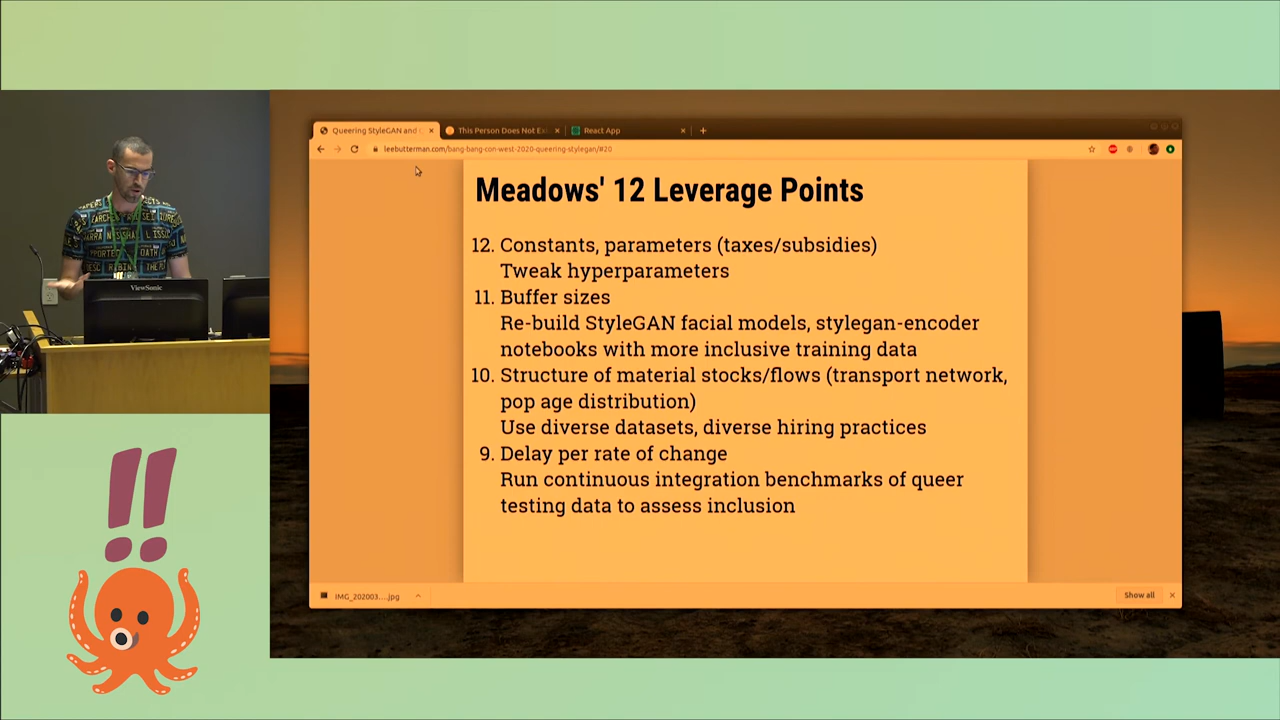 Queering StyleGAN and
This Person Does Not Ex
React App
leebutterman.com/bang-bang-con-west-2020-queering-stylegan/#20
Meadows' 12 Leverage Points
12. Constants, parameters (taxes/subsidies)
Tweak hyperparameters
11. Buffer sizes
Re-build StyleGAN facial models, stylegan-encoder
notebooks with more inclusive training data
10. Structure of material stocks/flows (transport network,
pop age distribution)
Use diverse datasets, diverse hiring practices
9. Delay per rate of change
Run continuous integration benchmarks of queer
testing data to assess inclusion
IMG_202003....jpg
Show all
ViewSonic
!!